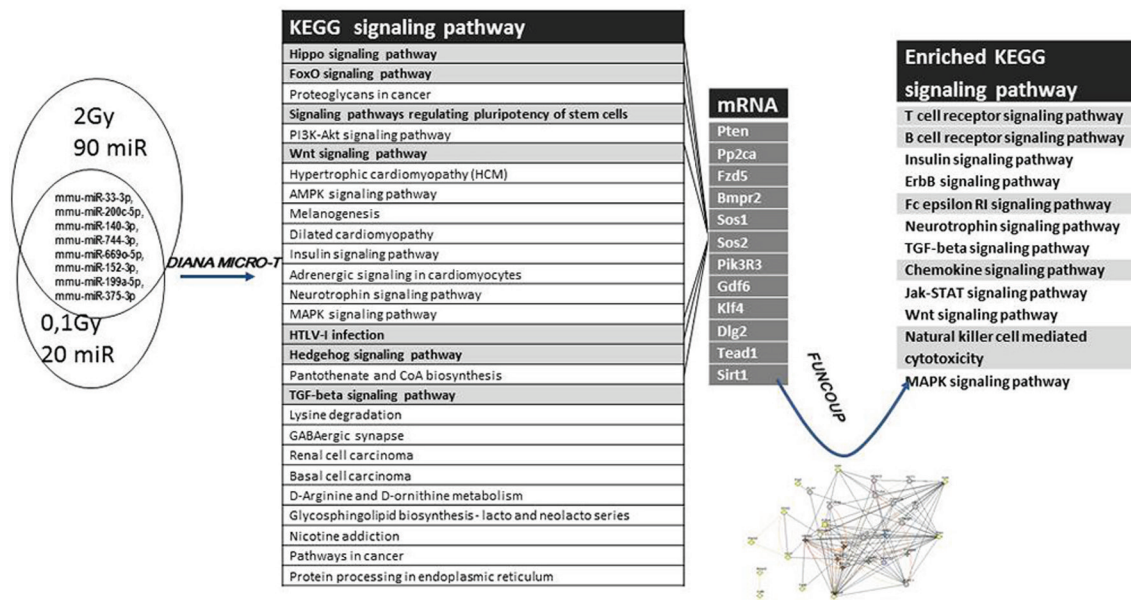 2Gy
90 miR
mmu-miR-33-3p,
mmu-miR-200c-5p,
mmu-miR-140-3p,
mmu-miR-744-3p,
mmu-miR-669o-5p,
mmu-miR-152-3p,
mmu-miR-199a-5p,
mmu-miR-375-3p
0,1Gy
20 miR
DIANA MICRO-T
KEGG signaling pathway
Hippo signaling pathway
FoxO signaling pathway
Proteoglycans in cancer
Signaling pathways regulating pluripotency of stem cells
PI3K-Akt signaling pathway
Wnt signaling pathway
Hypertrophic cardiomyopathy (HCM)
AMPK signaling pathway
Melanogenesis
Dilated cardiomyopathy
Insulin signaling pathway
Adrenergic signaling in cardiomyocytes
Neurotrophin signaling pathway
MAPK signaling pathway
HTLV-I infection
Hedgehog signaling pathway
Pantothenate and CoA biosynthesis
TGF-beta signaling pathway
Lysine degradation
GABAergic synapse
Renal cell carcinoma
Basal cell carcinoma
D-Arginine and D-ornithine metabolism
Glycosphingolipid biosynthesis - lacto and neolacto series
Nicotine addiction
Pathways in cancer
Protein processing in endoplasmic reticulum
mRNA
Pten
Pp2ca
Fzd5
Bmpr2
Sos1
Sos2
Pik3R3
Gdf6
Klf4
Dlg2
Tead1
Sirt1
FUNCOUP
Enriched KEGG
signaling pathway
T cell receptor signaling pathway
B cell receptor signaling pathway
Insulin signaling pathway
ErbB signaling pathway
Fc epsilon RI signaling pathway
Neurotrophin signaling pathway
TGF-beta signaling pathway
Chemokine signaling pathway
Jak-STAT signaling pathway
Wnt signaling pathway
Natural killer cell mediated
cytotoxicity
MAPK signaling pathway